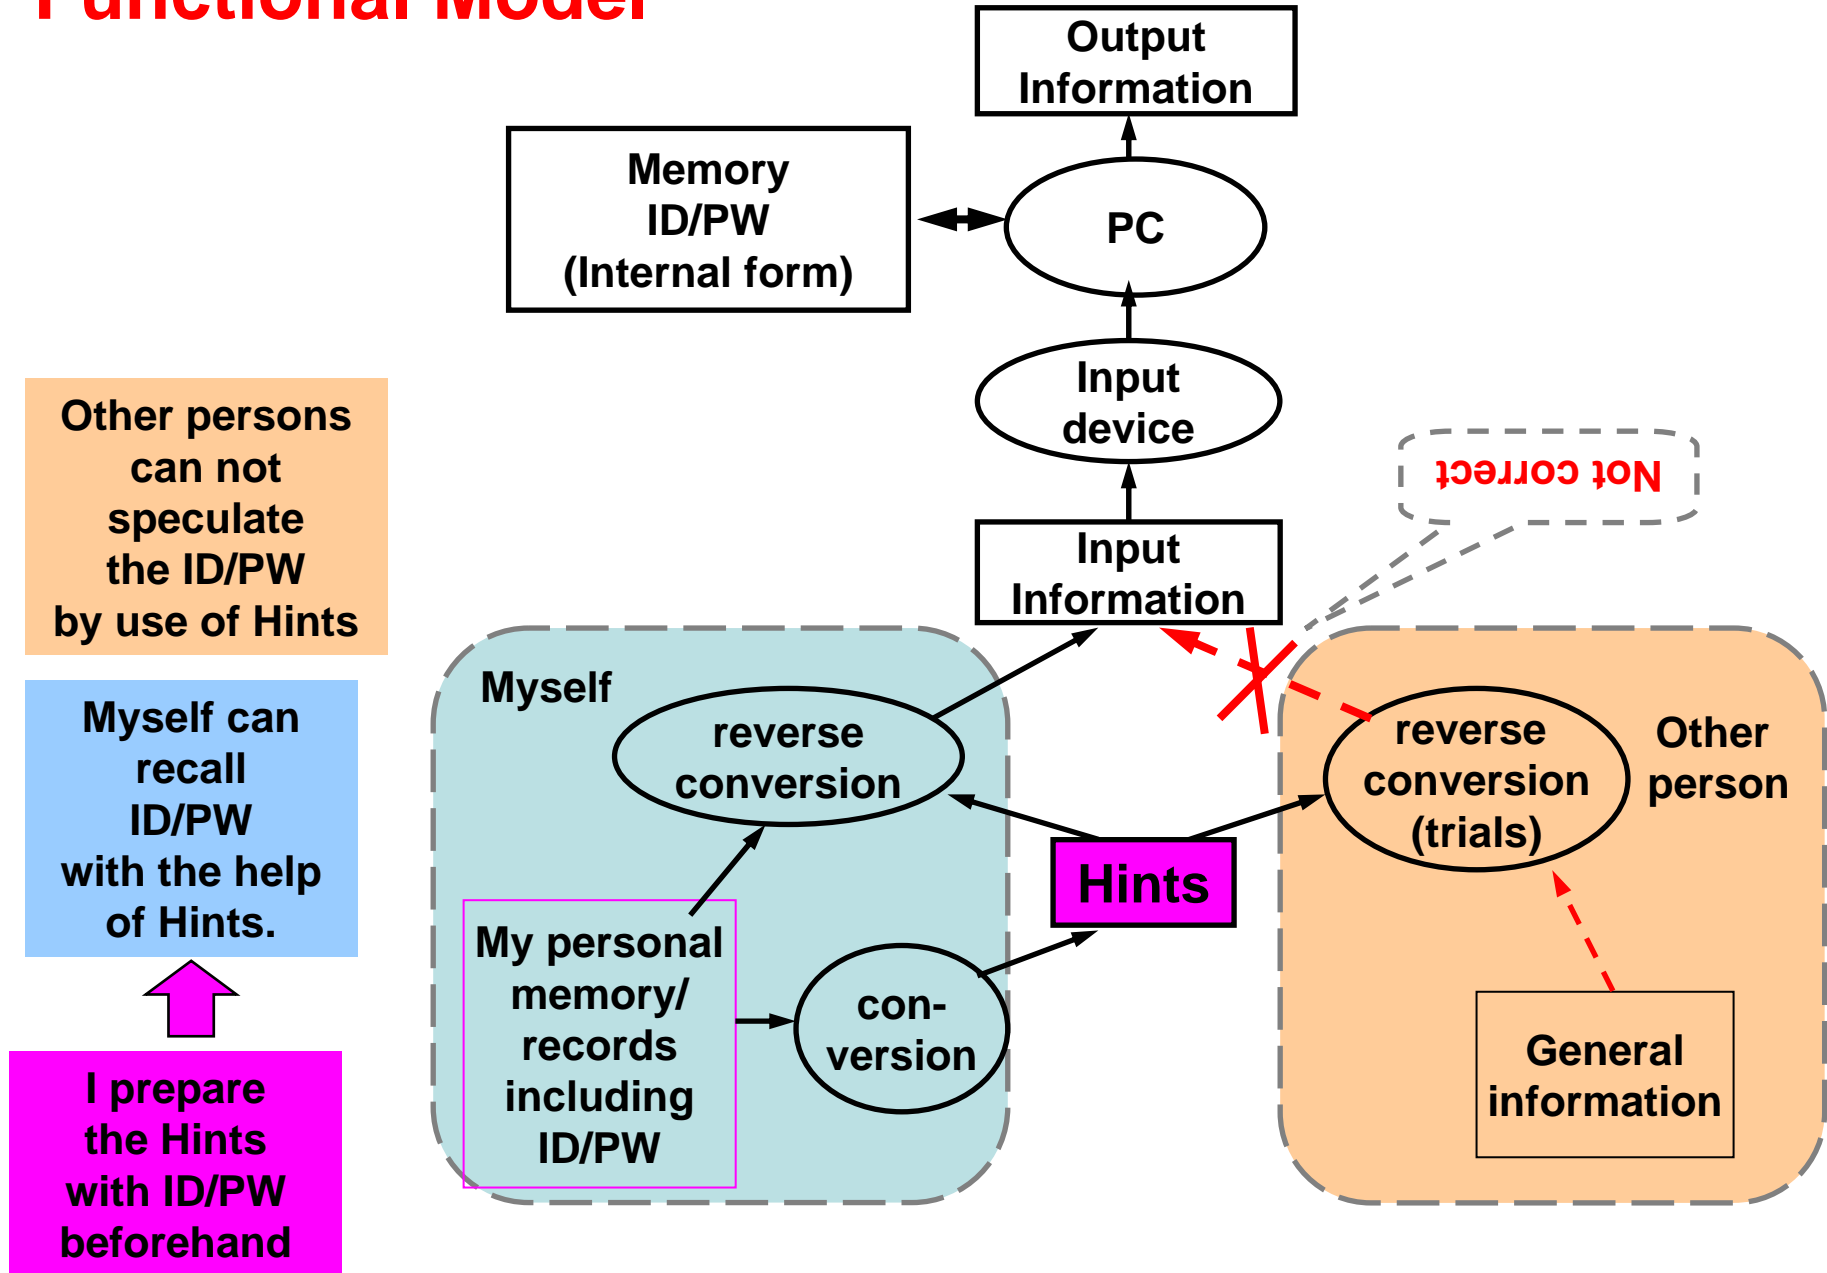 Functional Model
Output
Information
Memory
ID/PW
(Internal form)
PC
Input
device
Not correct
Input
Information
Other persons
can not
speculate
the ID/PW
by use of Hints
Myself can
recall
ID/PW
with the help
of Hints.
I prepare
the Hints
with ID/PW
beforehand
Myself
reverse
conversion
My personal
memory/
records
including
ID/PW
con-
version
Hints
reverse
conversion
(trials)
Other
person
General
information